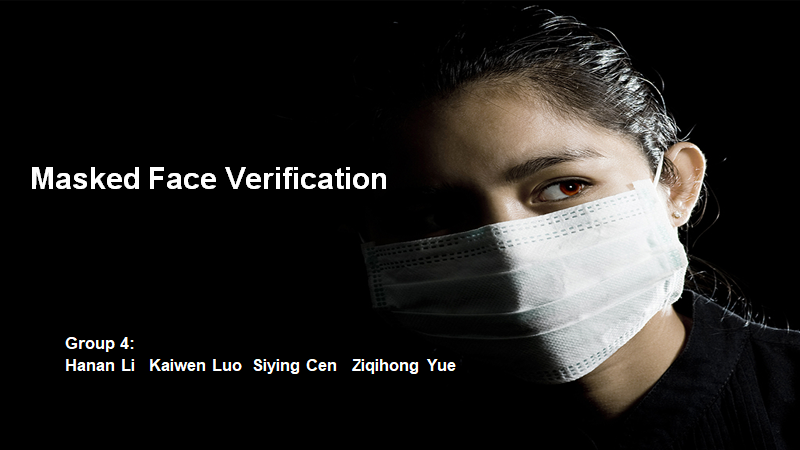 Masked Face Verification
Group 4:
Hanan Li Kaiwen Luo Siying Cen Ziqihong Yue